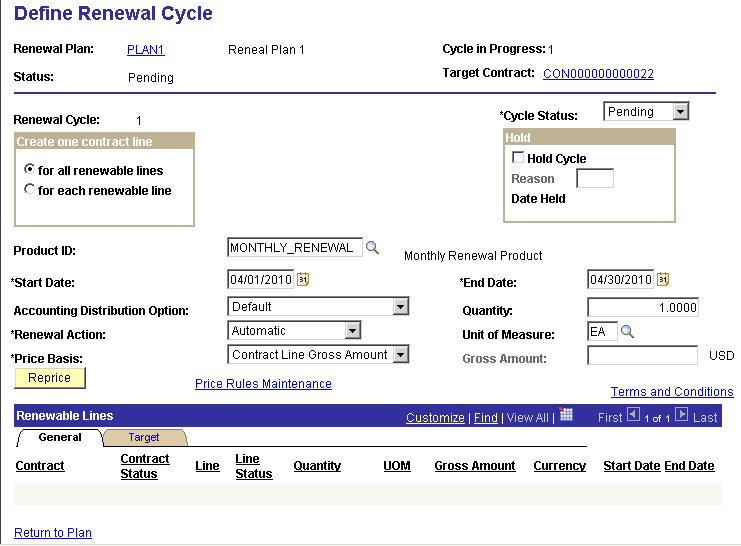 Define Renewal Cycle
Renewal Plan: PLAN1 Reneal Plan 1 Cycle in Progress: 1
Status: Pending Target Contract: CON000000000022
Renewal Cycle: 1 *Cycle Status: Pending
Create one contract line
for all renewable lines
for each renewable line
Hold
Hold Cycle
Reason
Date Held
Product ID: MONTHLY_RENEWAL Monthly Renewal Product
*Start Date: 04/01/2010 31 *End Date: 04/30/2010 31
Accounting Distribution Option: Default Quantity: 1.0000
*Renewal Action: Automatic Unit of Measure: EA
*Price Basis: Contract Line Gross Amount Gross Amount: USD
Reprice Price Rules Maintenance Terms and Conditions
Renewable Lines Customize | Find | View All | First 1 of 1 Last
General Target
Contract Contract Status Line Line Status Quantity UOM Gross Amount Currency Start Date End Date
Return to Plan